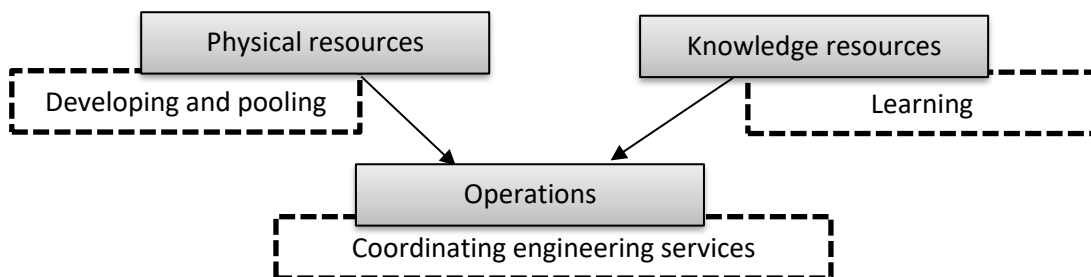 Physical resources
Knowledge resources
Developing and pooling
Learning
Operations
Coordinating engineering services